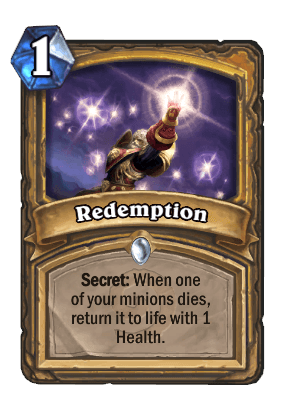 1
Redemption
Secret: When one
of your minions dies,
return it to life with 1
Health.